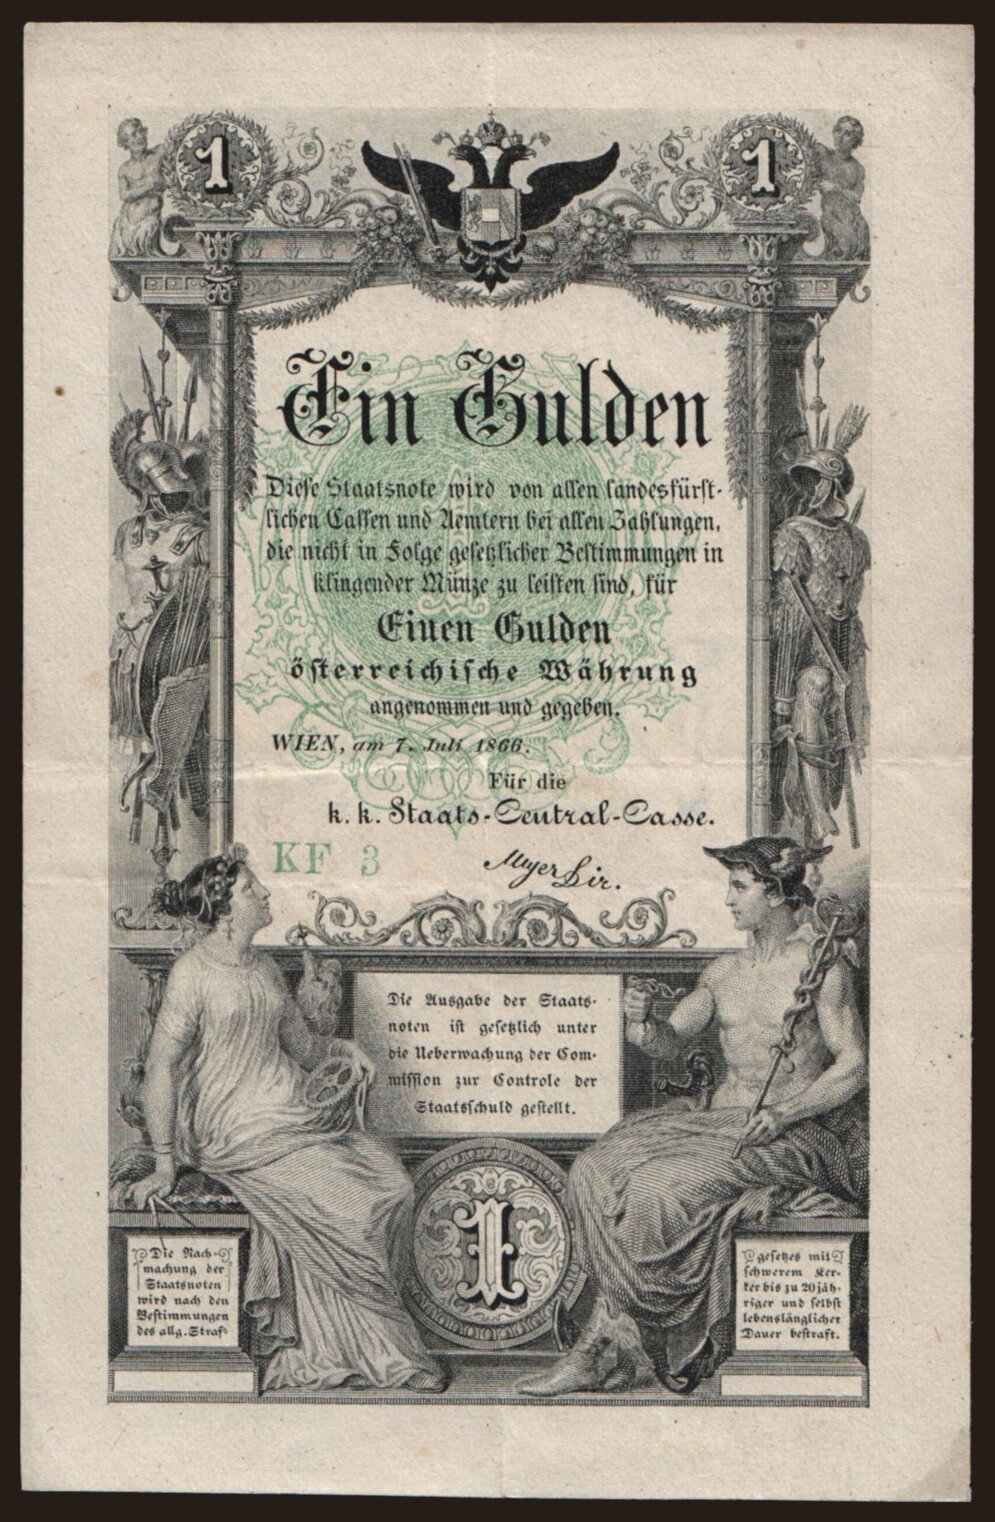 1
1
Ein Gulden
Diese Staatsnote wird von allen landesfürst-
lichen Cassen und Aemtern bei allen Zahlungen,
die nicht in Folge gesetzlicher Bestimmungen in
klingender Münze zu leisten sind, für
Einen Gulden
österreichische Währung
angenommen und gegeben.
WIEN, am 7. Juli 1866.
Für die
k. k. Staats-Central-Casse.
KF 3
Mayer Dir.
Die Ausgabe der Staats-
noten ist gesetzlich unter
die Ueberwachung der Com-
mission zur Controle der
Staatsschuld gestellt.
1
Die Nach-
machung der
Staatsnoten
wird nach den
Bestimmungen
des allg. Straf-
gesetzes mit
schwerem Ker-
ker bis zu 20 jäh-
riger und selbst
lebenslänglicher
Dauer bestraft.